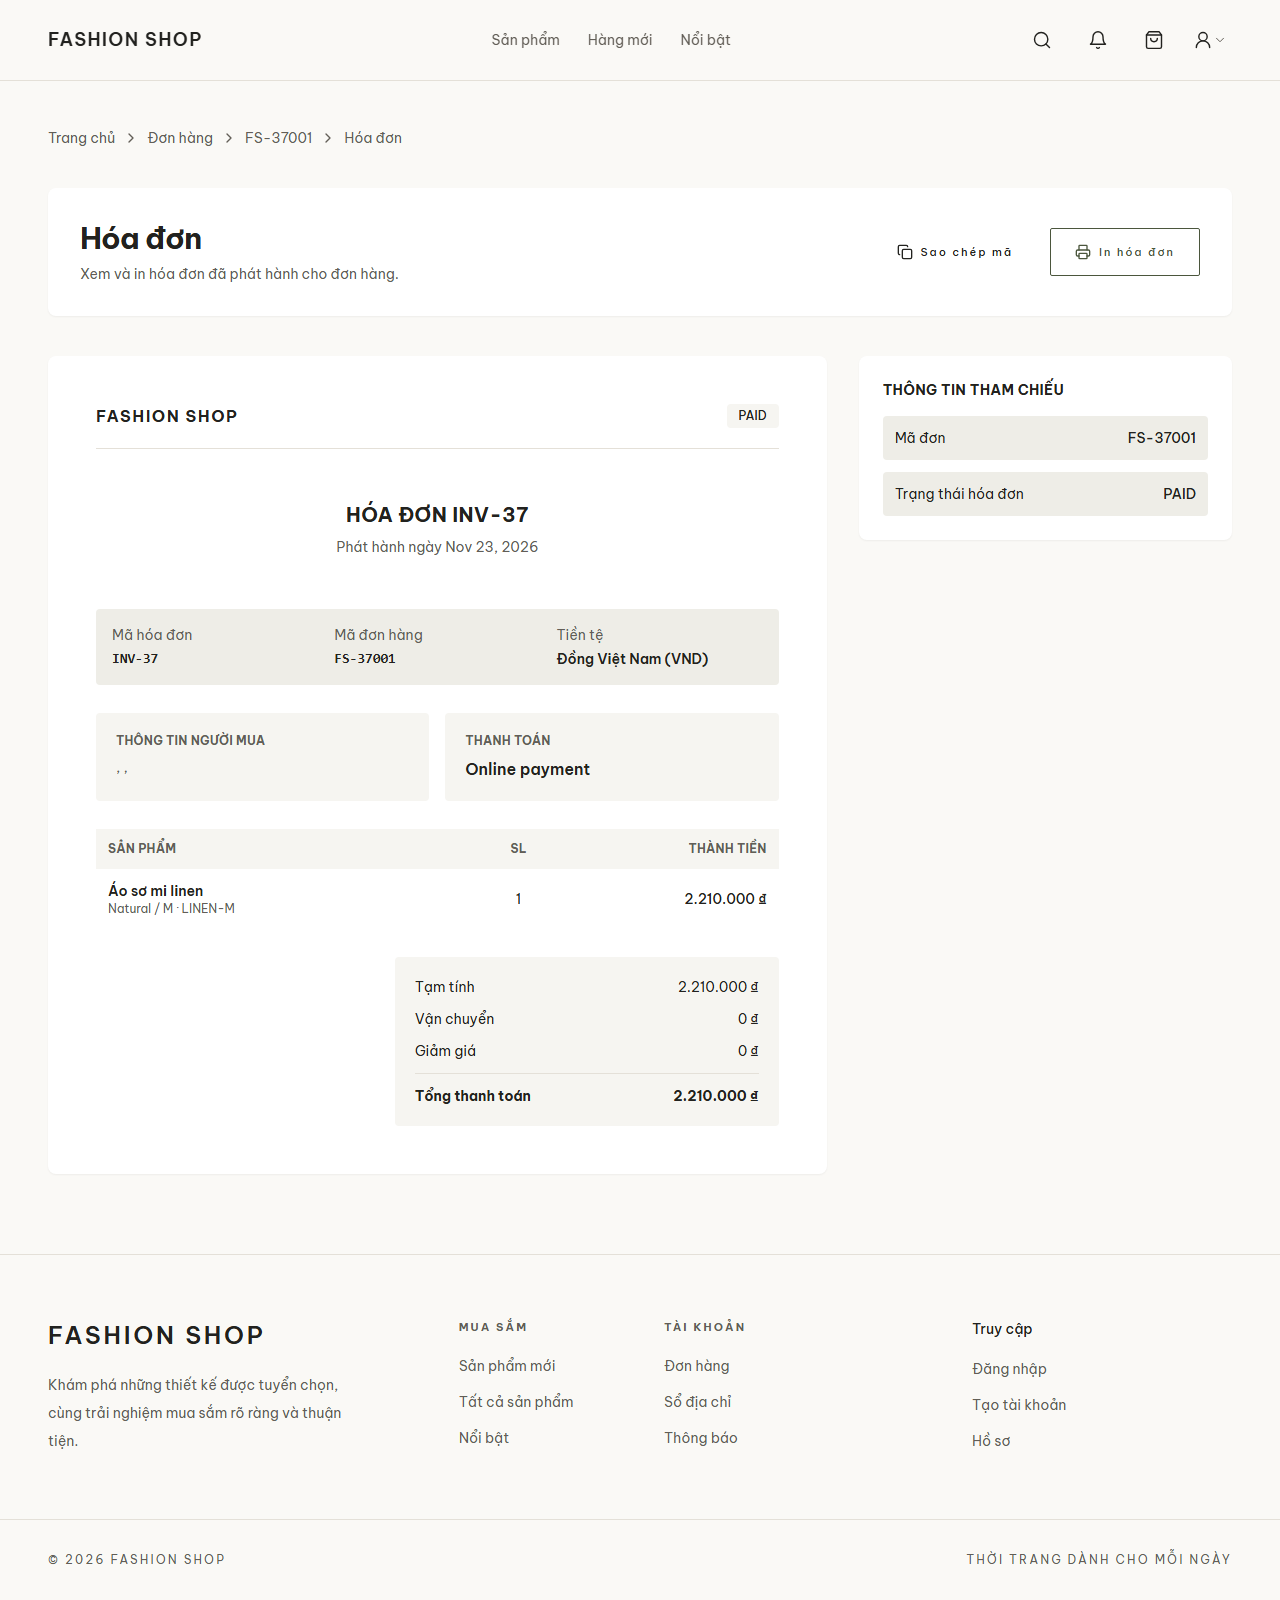 FASHION SHOP
Sản phẩm Hàng mới Nổi bật
Trang chủ > Đơn hàng > FS-37001 > Hóa đơn
Hóa đơn
Xem và in hóa đơn đã phát hành cho đơn hàng.
Sao chép mã
In hóa đơn
FASHION SHOP
PAID
HÓA ĐƠN INV-37
Phát hành ngày Nov 23, 2026
Mã hóa đơn Mã đơn hàng Tiền tệ
INV-37 FS-37001 Đồng Việt Nam (VND)
THÔNG TIN NGƯỜI MUA
, ,
THANH TOÁN
Online payment
SẢN PHẨM SL THÀNH TIỀN
Áo sơ mi linen
Natural / M · LINEN-M
1 2.210.000 ₫
Tạm tính 2.210.000 ₫
Vận chuyển 0 ₫
Giảm giá 0 ₫
Tổng thanh toán 2.210.000 ₫
THÔNG TIN THAM CHIẾU
Mã đơn FS-37001
Trạng thái hóa đơn PAID
FASHION SHOP
Khám phá những thiết kế được tuyển chọn,
cùng trải nghiệm mua sắm rõ ràng và thuận
tiện.
MUA SẮM
Sản phẩm mới
Tất cả sản phẩm
Nổi bật
TÀI KHOẢN
Đơn hàng
Sổ địa chỉ
Thông báo
Truy cập
Đăng nhập
Tạo tài khoản
Hồ sơ
© 2026 FASHION SHOP
THỜI TRANG DÀNH CHO MỖI NGÀY